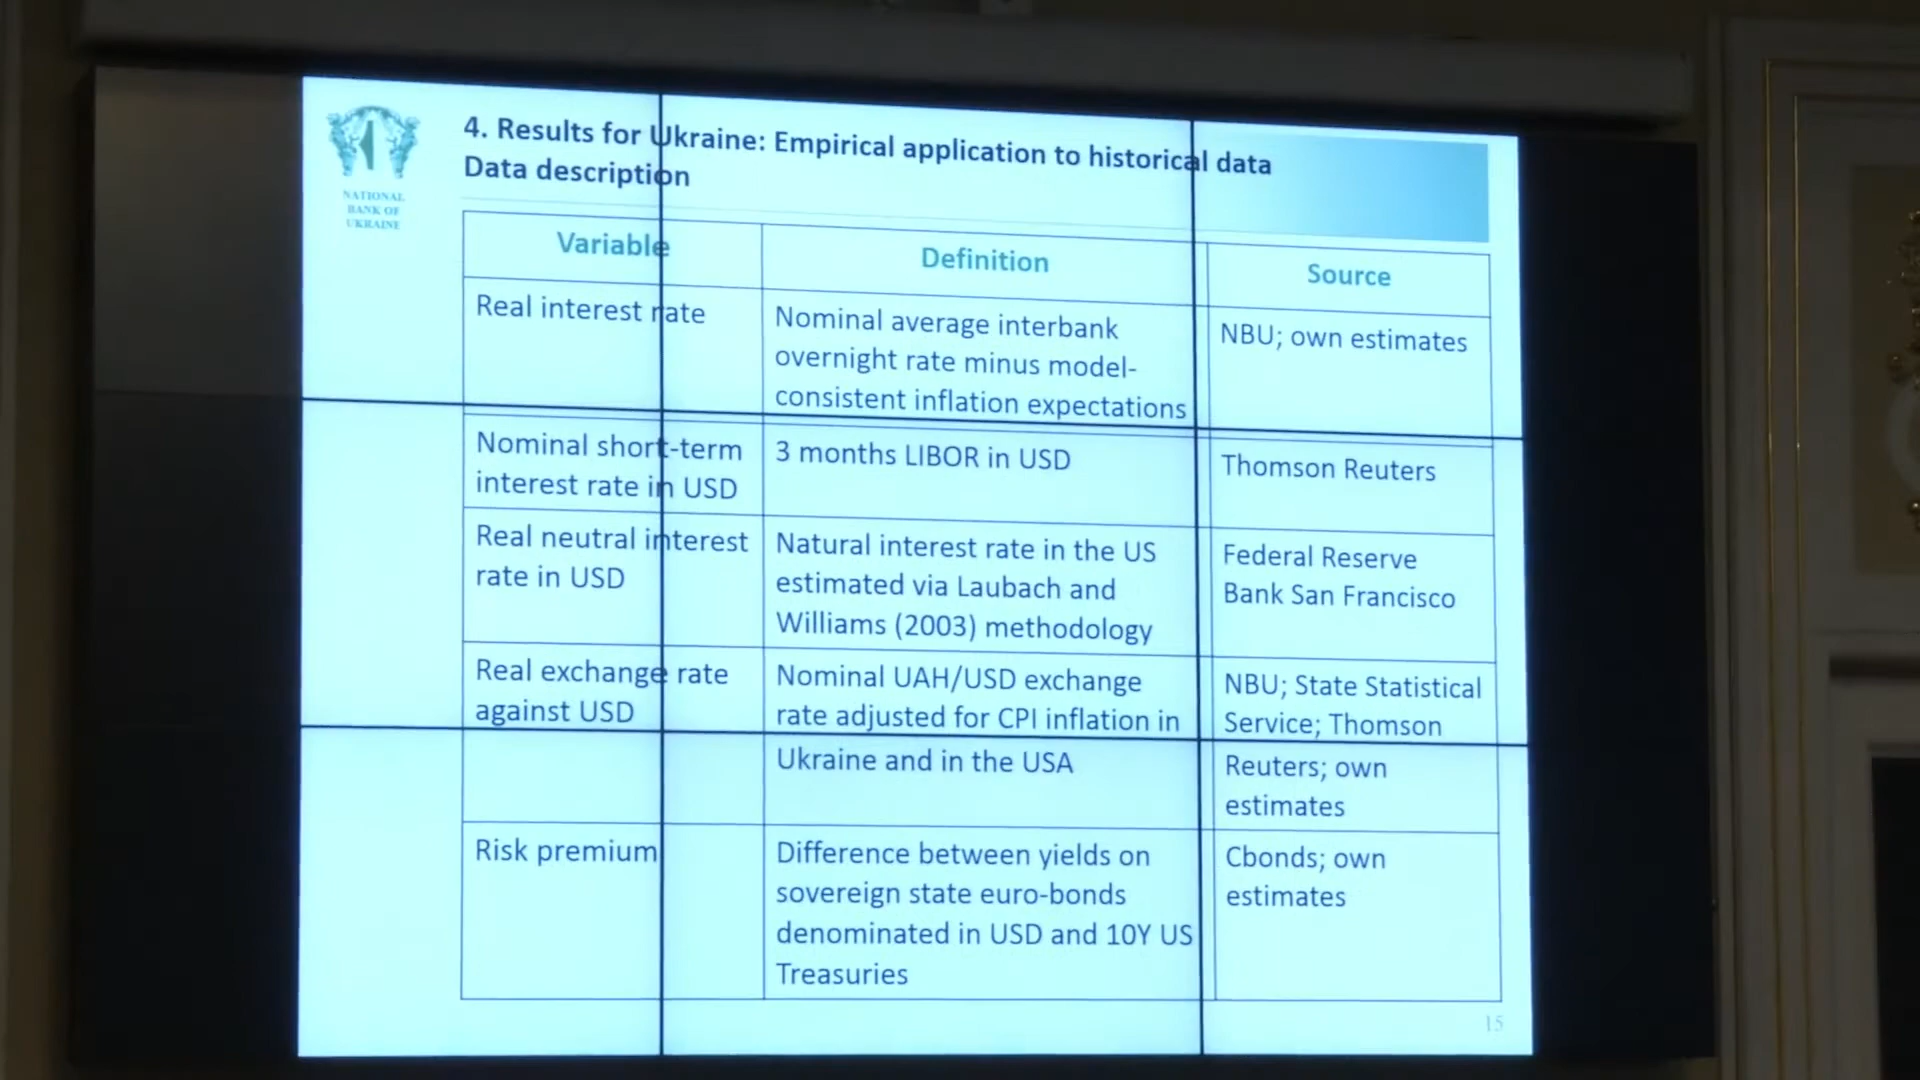 NATIONAL
BANK OF
UKRAINE
4. Results for Ukraine: Empirical application to historical data
Data description
Variable
Definition
Source
Real interest rate
Nominal average interbank
overnight rate minus model-
consistent inflation expectations
NBU; own estimates
Nominal short-term
interest rate in USD
3 months LIBOR in USD
Thomson Reuters
Real neutral interest
rate in USD
Natural interest rate in the US
estimated via Laubach and
Williams (2003) methodology
Federal Reserve
Bank San Francisco
Real exchange rate
against USD
Nominal UAH/USD exchange
rate adjusted for CPI inflation in
Ukraine and in the USA
NBU; State Statistical
Service; Thomson
Reuters; own
estimates
Risk premium
Difference between yields on
sovereign state euro-bonds
denominated in USD and 10Y US
Treasuries
Cbonds; own
estimates
15